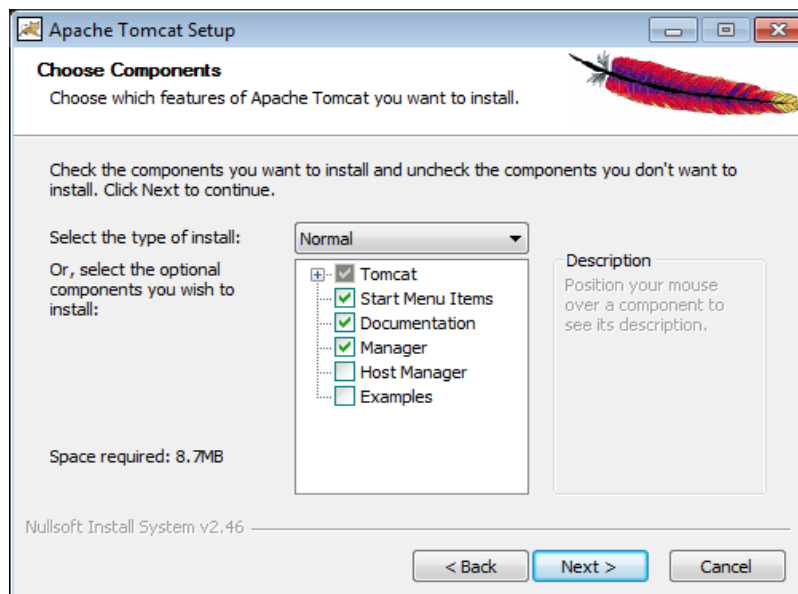 Apache Tomcat Setup
Choose Components
Choose which features of Apache Tomcat you want to install.
Check the components you want to install and uncheck the components you don't want to
install. Click Next to continue.
Select the type of install:
Normal
Or, select the optional
components you wish to
install:
Tomcat
Start Menu Items
Documentation
Manager
Host Manager
Examples
Description
Position your mouse
over a component to
see its description.
Space required: 8.7MB
Nullsoft Install System v2.46
< Back
Next >
Cancel